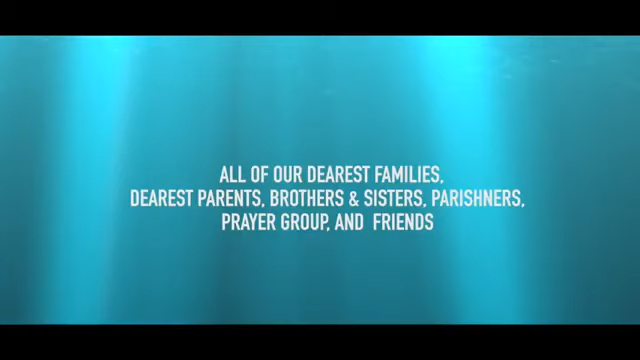 ALL OF OUR DEAREST FAMILIES,
DEAREST PARENTS, BROTHERS & SISTERS, PARISHNERS,
PRAYER GROUP, AND  FRIENDS